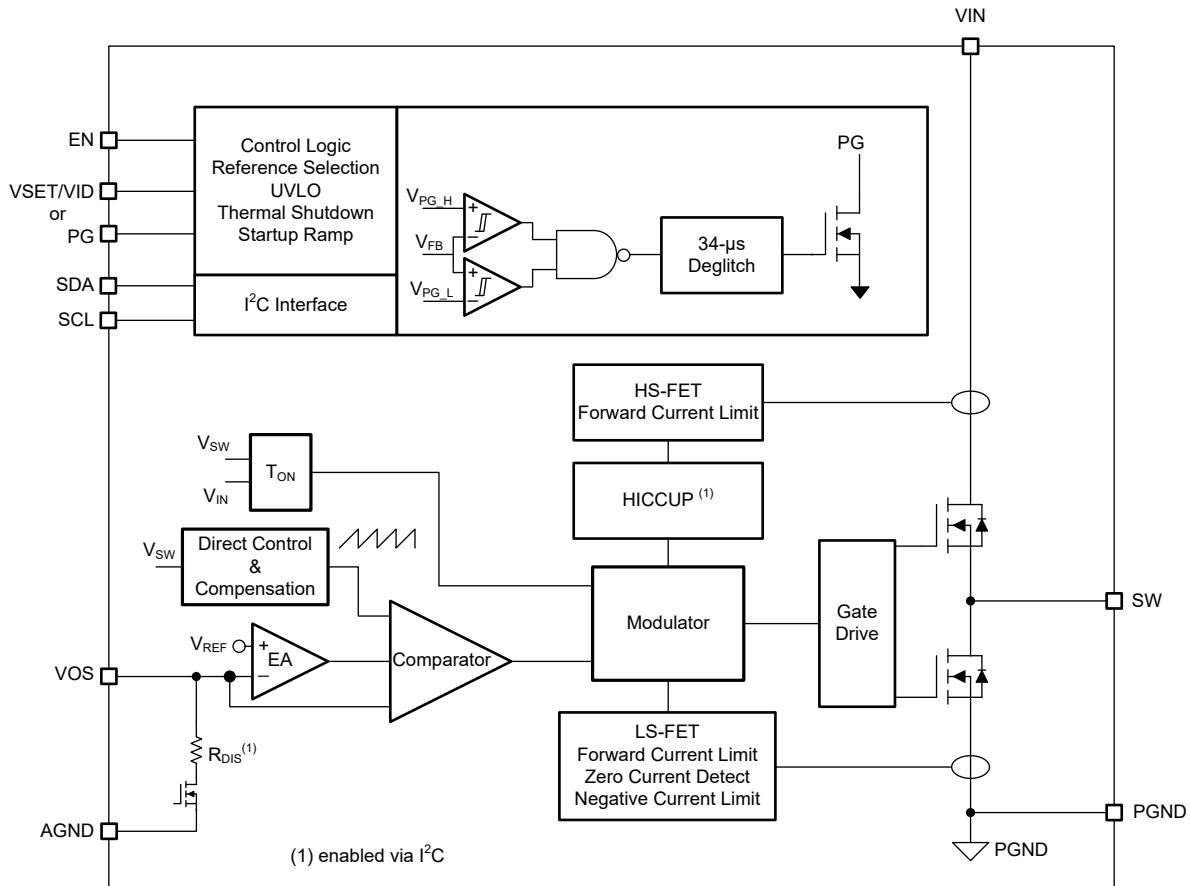 VIN
EN
VSET/VID
or
PG
SDA
SCL
Control Logic
Reference Selection
UVLO
Thermal Shutdown
Startup Ramp
I²C Interface
V_PG_H
+
−
V_FB
+
−
V_PG_L
34-µs
Deglitch
PG
HS-FET
Forward Current Limit
HICCUP (1)
V_SW
V_IN
T_ON
V_SW
Direct Control
&
Compensation
V_REF
+
EA
−
Comparator
Modulator
Gate
Drive
SW
VOS
R_DIS(1)
AGND
LS-FET
Forward Current Limit
Zero Current Detect
Negative Current Limit
PGND
PGND
(1) enabled via I²C